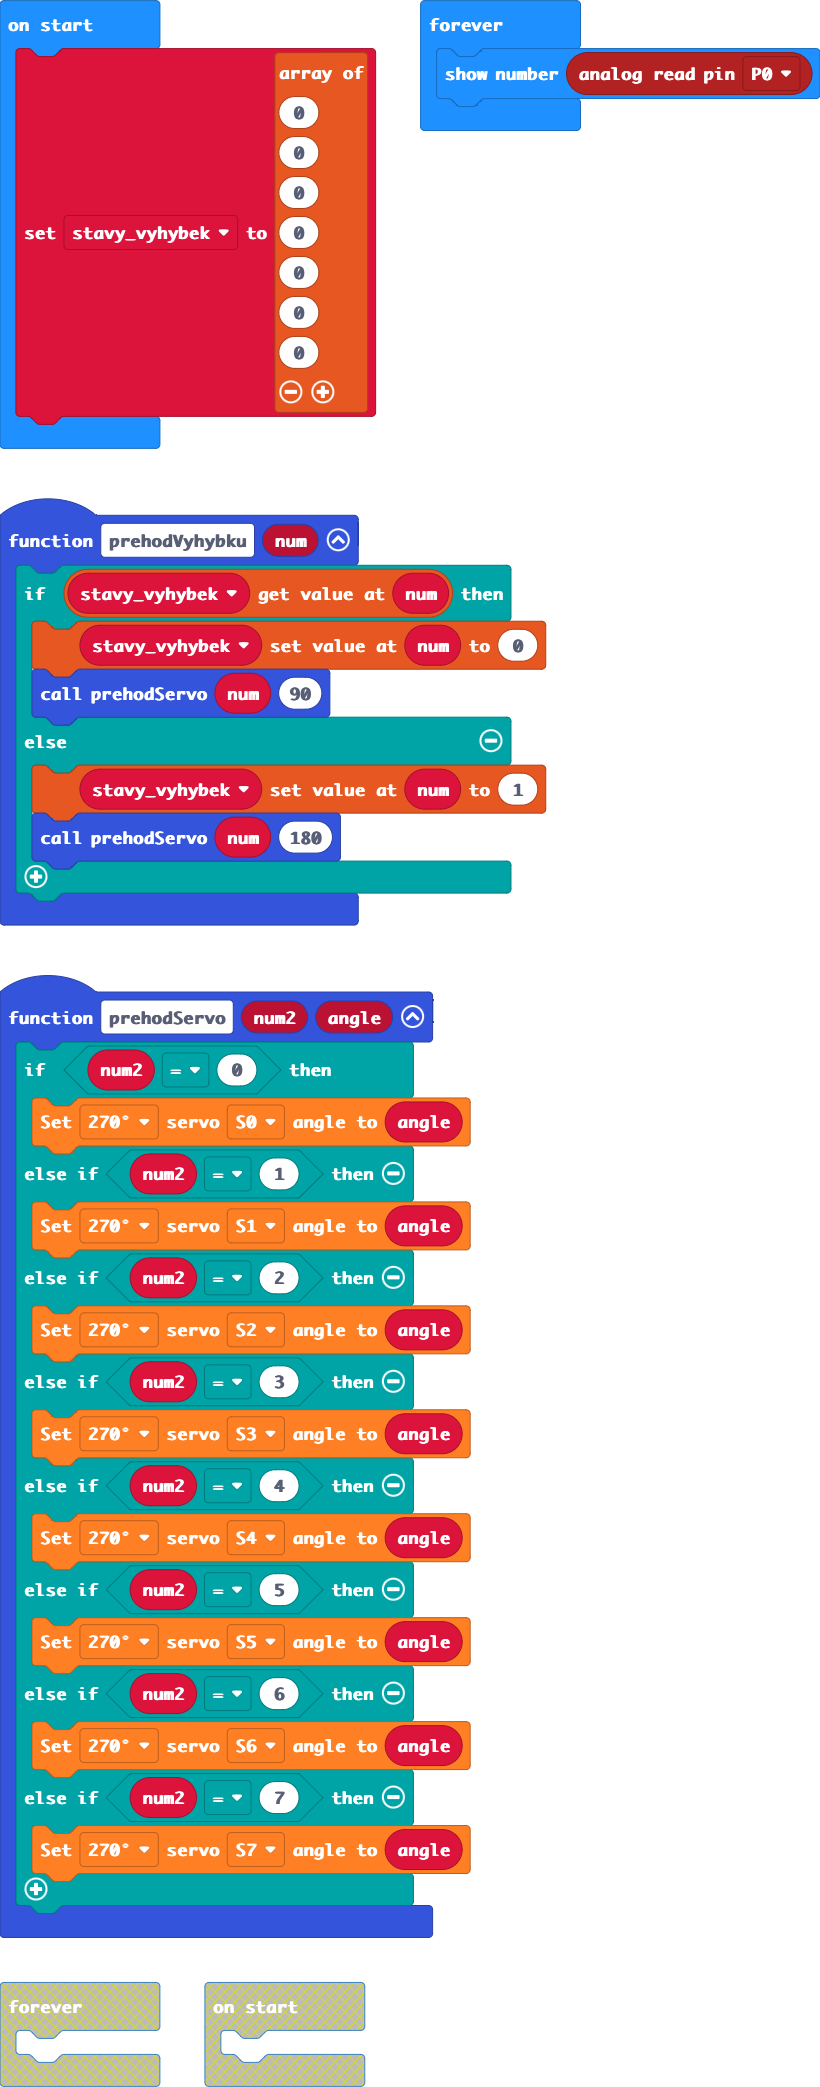 on start
set stavy_vyhybek to array of
0
0
0
0
0
0
0
forever
show number analog read pin P0
function prehodVyhybku num
if stavy_vyhybek get value at num then
stavy_vyhybek set value at num to 0
call prehodServo num 90
else
stavy_vyhybek set value at num to 1
call prehodServo num 180
function prehodServo num2 angle
if num2 = 0 then
Set 270° servo S0 angle to angle
else if num2 = 1 then
Set 270° servo S1 angle to angle
else if num2 = 2 then
Set 270° servo S2 angle to angle
else if num2 = 3 then
Set 270° servo S3 angle to angle
else if num2 = 4 then
Set 270° servo S4 angle to angle
else if num2 = 5 then
Set 270° servo S5 angle to angle
else if num2 = 6 then
Set 270° servo S6 angle to angle
else if num2 = 7 then
Set 270° servo S7 angle to angle
forever
on start